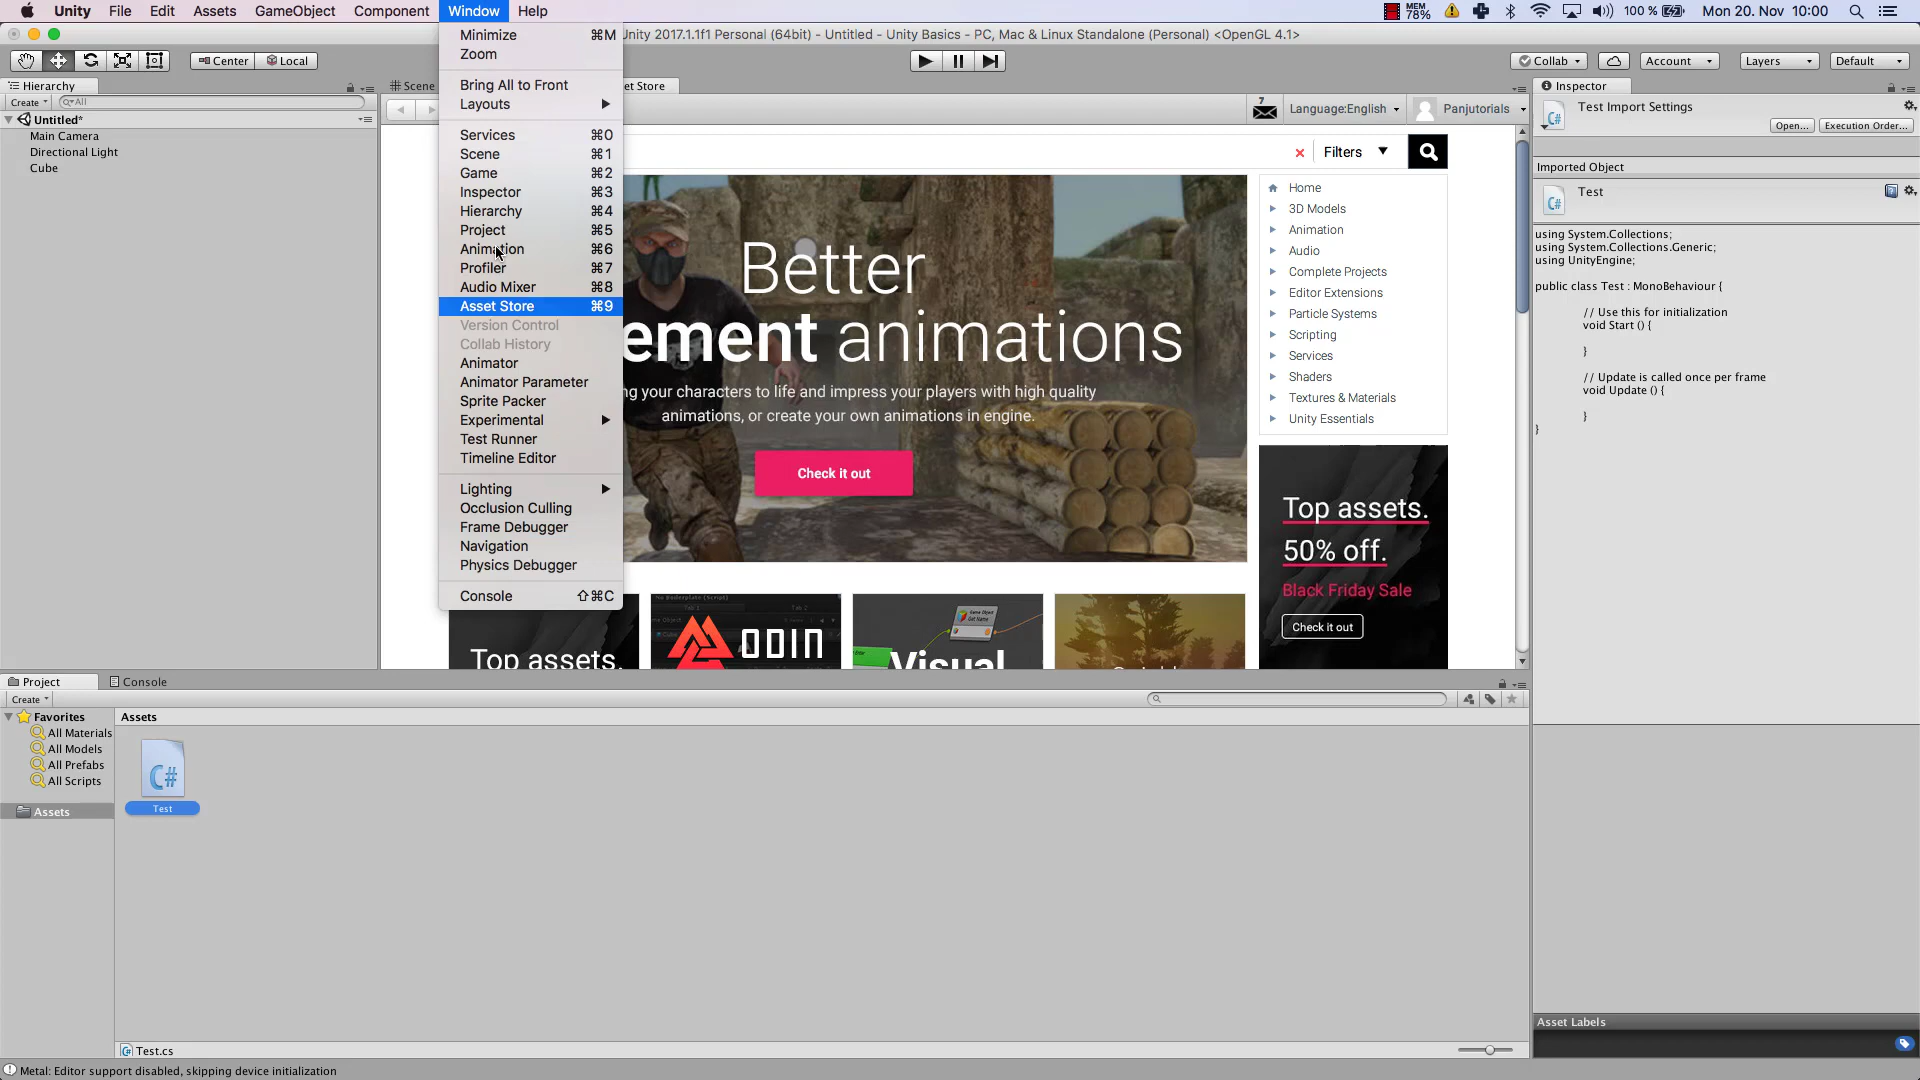 Unity File Edit Assets GameObject Component Window Help
MEM 78% 100 % Mon 20. Nov 10:00
Unity 2017.1.1f1 Personal (64bit) - Untitled - Unity Basics - PC, Mac & Linux Standalone (Personal) <OpenGL 4.1>
Center Local Collab Account Layers Default
Hierarchy
Create All
Untitled*
Main Camera
Directional Light
Cube
Minimize ⌘M
Zoom
Bring All to Front
Layouts
Services ⌘0
Scene ⌘1
Game ⌘2
Inspector ⌘3
Hierarchy ⌘4
Project ⌘5
Animation ⌘6
Profiler ⌘7
Audio Mixer ⌘8
Asset Store ⌘9
Version Control
Collab History
Animator
Animator Parameter
Sprite Packer
Experimental
Test Runner
Timeline Editor
Lighting
Occlusion Culling
Frame Debugger
Navigation
Physics Debugger
Console ⇧⌘C
Scene
et Store
7 Language:English Panjutorials
Filters
Better
ement animations
ng your characters to life and impress your players with high quality
animations, or create your own animations in engine.
Check it out
Home
3D Models
Animation
Audio
Complete Projects
Editor Extensions
Particle Systems
Scripting
Services
Shaders
Textures & Materials
Unity Essentials
Top assets.
50% off.
Black Friday Sale
Check it out
Top assets.
ODIN
Visual
Inspector
Test Import Settings
Open... Execution Order...
Imported Object
Test
using System.Collections;
using System.Collections.Generic;
using UnityEngine;
public class Test : MonoBehaviour {
// Use this for initialization
void Start () {
}
// Update is called once per frame
void Update () {
}
}
Asset Labels
Project Console
Create
Favorites
All Materials
All Models
All Prefabs
All Scripts
Assets
Assets
C#
Test
Test.cs
Metal: Editor support disabled, skipping device initialization